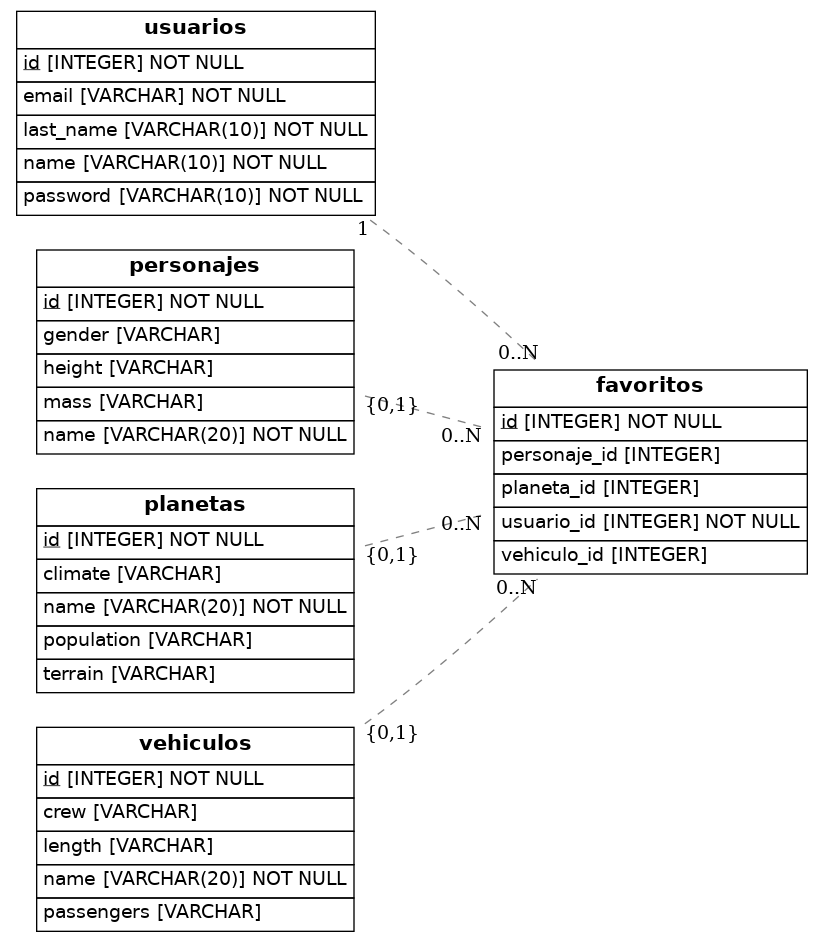 usuarios
id [INTEGER] NOT NULL
email [VARCHAR] NOT NULL
last_name [VARCHAR(10)] NOT NULL
name [VARCHAR(10)] NOT NULL
password [VARCHAR(10)] NOT NULL
1
personajes
id [INTEGER] NOT NULL
gender [VARCHAR]
height [VARCHAR]
mass [VARCHAR]
name [VARCHAR(20)] NOT NULL
{0,1}
planetas
id [INTEGER] NOT NULL
climate [VARCHAR]
name [VARCHAR(20)] NOT NULL
population [VARCHAR]
terrain [VARCHAR]
{0,1}
vehiculos
id [INTEGER] NOT NULL
crew [VARCHAR]
length [VARCHAR]
name [VARCHAR(20)] NOT NULL
passengers [VARCHAR]
{0,1}
0..N
0..N
0..N
0..N
favoritos
id [INTEGER] NOT NULL
personaje_id [INTEGER]
planeta_id [INTEGER]
usuario_id [INTEGER] NOT NULL
vehiculo_id [INTEGER]